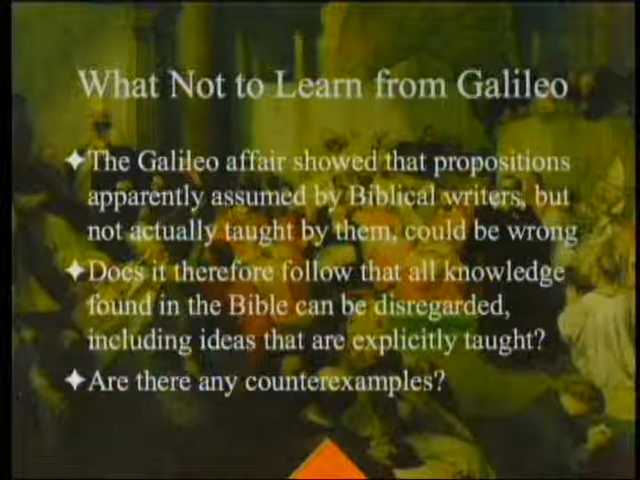 What Not to Learn from Galileo
The Galileo affair showed that propositions
apparently assumed by Biblical writers, but
not actually taught by them, could be wrong
Does it therefore follow that all knowledge
found in the Bible can be disregarded,
including ideas that are explicitly taught?
Are there any counterexamples?